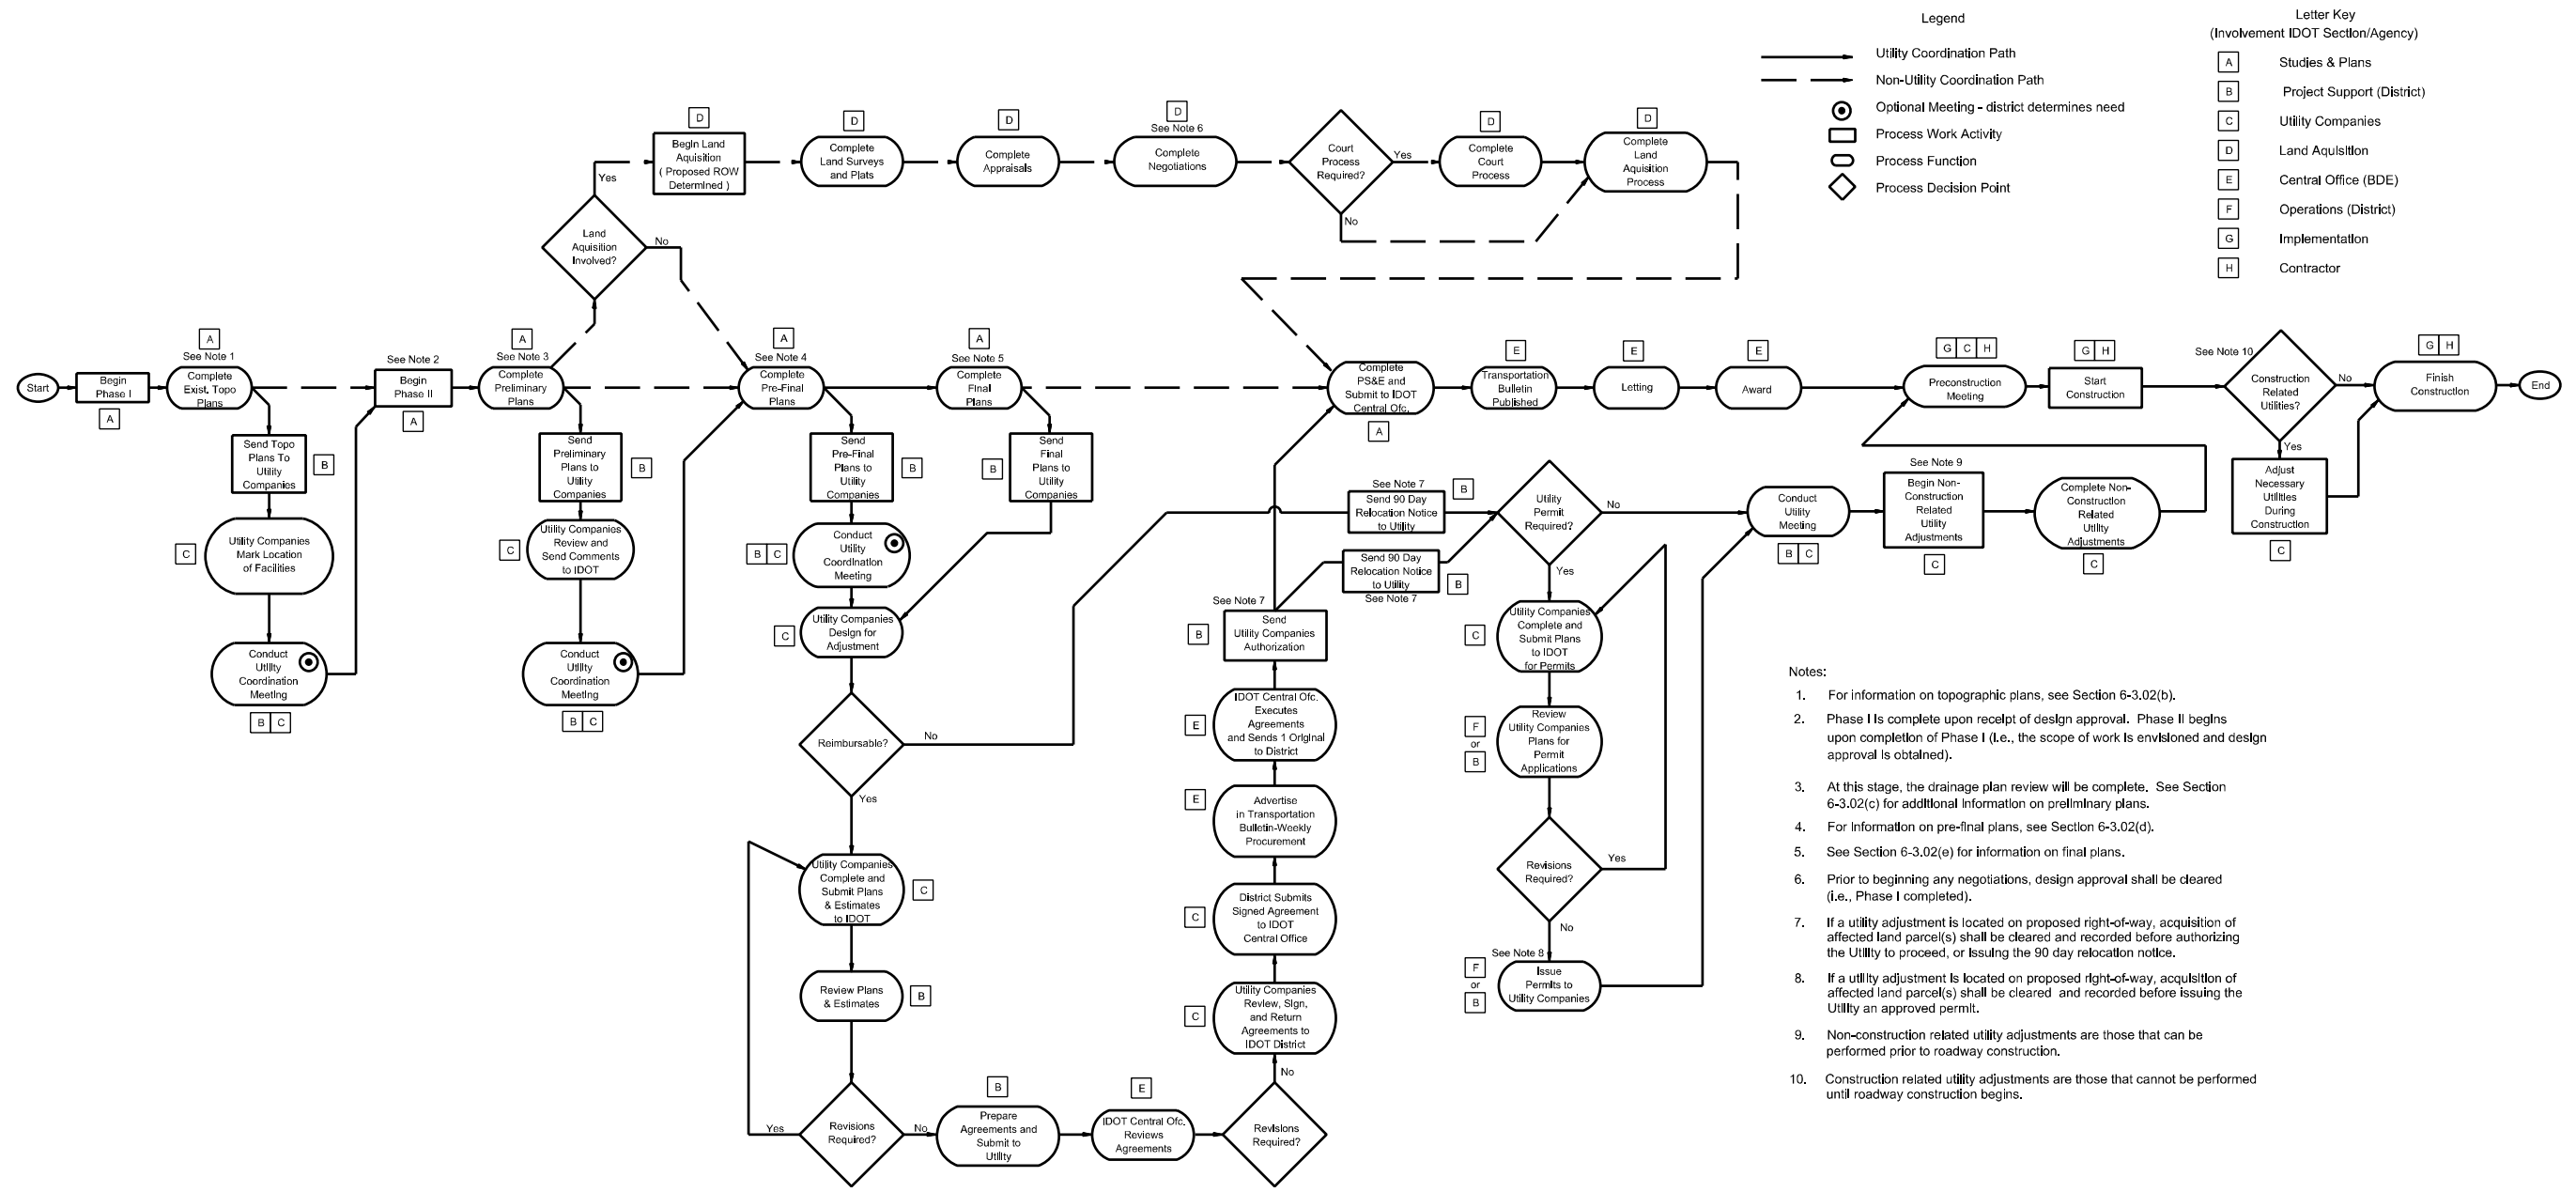 Legend
Utility Coordination Path
Non-Utility Coordination Path
Optional Meeting - district determines need
Process Work Activity
Process Function
Process Decision Point
Letter Key
(Involvement IDOT Section/Agency)
A Studies & Plans
B Project Support (District)
C Utility Companies
D Land Aquisition
E Central Office (BDE)
F Operations (District)
G Implementation
H Contractor
D
Begin Land
Aquisition
( Proposed ROW
Determined )
D
Complete
Land Surveys
and Plats
D
Complete
Appraisals
D
See Note 6
Complete
Negotiations
Court
Process
Required?
Yes
No
D
Complete
Court
Process
D
Complete
Land
Aquisition
Process
Yes
Land
Aquisition
Involved?
No
Start
Begin
Phase I
A
A
See Note 1
Complete
Exist. Topo
Plans
See Note 2
Begin
Phase II
A
A
See Note 3
Complete
Preliminary
Plans
A
See Note 4
Complete
Pre-Final
Plans
A
See Note 5
Complete
Final
Plans
Complete
PS&E and
Submit to IDOT
Central Ofc.
A
E
Transportation
Bulletin
Published
E
Letting
E
Award
G C H
Preconstruction
Meeting
G H
Start
Construction
See Note 10
Construction
Related
Utilities?
No
Yes
G H
Finish
Construction
End
Send Topo
Plans To
Utility
Companies
B
Utility Companies
Mark Location
of Facilities
C
Conduct
Utility
Coordination
Meeting
B C
Send
Preliminary
Plans to
Utility
Companies
B
Utility Companies
Review and
Send Comments
to IDOT
C
Conduct
Utility
Coordination
Meeting
B C
Send
Pre-Final
Plans to
Utility
Companies
B
Send
Final
Plans to
Utility
Companies
B
Conduct
Utility
Coordination
Meeting
B C
Utility Companies
Design for
Adjustment
C
Reimbursable?
No
Yes
Utility Companies
Complete and
Submit Plans
& Estimates
to IDOT
C
Review Plans
& Estimates
B
Revisions
Required?
Yes
No
B
Prepare
Agreements and
Submit to
Utility
E
IDOT Central Ofc.
Reviews
Agreements
Revisions
Required?
No
Utility Companies
Review, Sign,
and Return
Agreements to
IDOT District
C
District Submits
Signed Agreement
to IDOT
Central Office
C
Advertise
in Transportation
Bulletin-Weekly
Procurement
E
IDOT Central Ofc.
Executes
Agreements
and Sends 1 Original
to District
E
See Note 7
Send
Utility Companies
Authorization
B
See Note 7
Send 90 Day
Relocation Notice
to Utility
B
Send 90 Day
Relocation Notice
to Utility
B
See Note 7
Utility
Permit
Required?
No
Yes
Utility Companies
Complete and
Submit Plans
to IDOT
for Permits
C
Review
Utility Companies
Plans for
Permit
Applications
F
or
B
Revisions
Required?
Yes
No
See Note 8
Issue
Permits to
Utility Companies
F
or
B
Conduct
Utility
Meeting
B C
See Note 9
Begin Non-
Construction
Related
Utility
Adjustments
C
Complete Non-
Construction
Related
Utility
Adjustments
C
Adjust
Necessary
Utilities
During
Construction
C
Notes:
1. For information on topographic plans, see Section 6-3.02(b).
2. Phase I is complete upon receipt of design approval. Phase II begins
upon completion of Phase I (i.e., the scope of work is envisioned and design
approval is obtained).
3. At this stage, the drainage plan review will be complete. See Section
6-3.02(c) for additional information on preliminary plans.
4. For information on pre-final plans, see Section 6-3.02(d).
5. See Section 6-3.02(e) for information on final plans.
6. Prior to beginning any negotiations, design approval shall be cleared
(i.e., Phase I completed).
7. If a utility adjustment is located on proposed right-of-way, acquisition of
affected land parcel(s) shall be cleared and recorded before authorizing
the Utility to proceed, or issuing the 90 day relocation notice.
8. If a utility adjustment is located on proposed right-of-way, acquisition of
affected land parcel(s) shall be cleared and recorded before issuing the
Utility an approved permit.
9. Non-construction related utility adjustments are those that can be
performed prior to roadway construction.
10. Construction related utility adjustments are those that cannot be performed
until roadway construction begins.